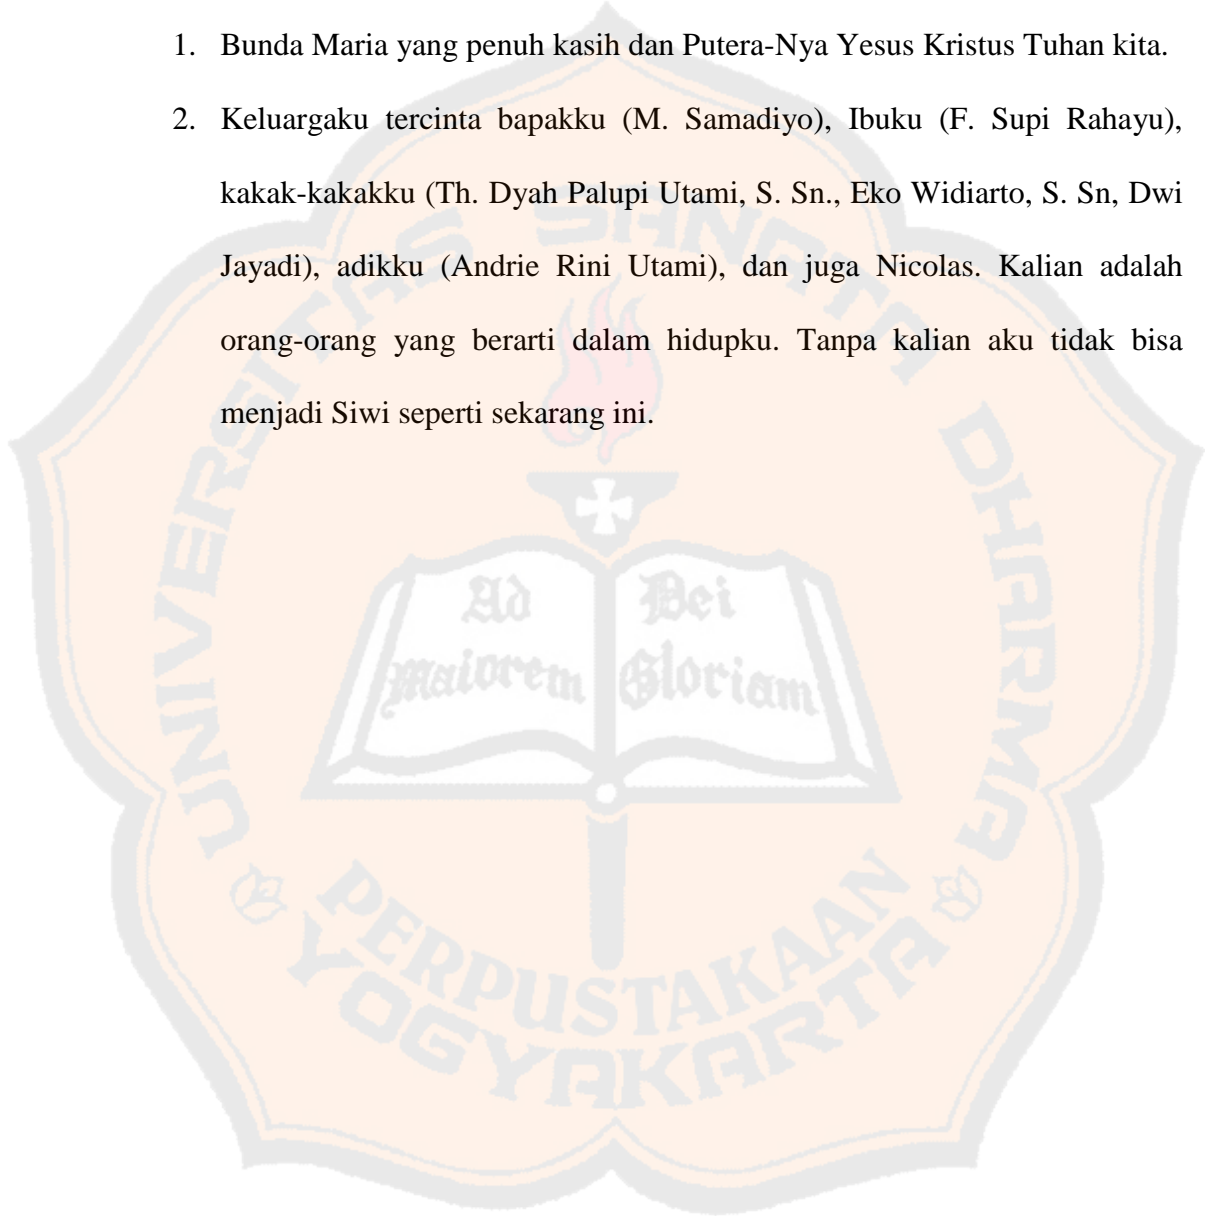 1. Bunda Maria yang penuh kasih dan Putera-Nya Yesus Kristus Tuhan kita.
2. Keluargaku tercinta bapakku (M. Samadiyo), Ibuku (F. Supi Rahayu),
kakak-kakakku (Th. Dyah Palupi Utami, S. Sn., Eko Widiarto, S. Sn, Dwi
Jayadi), adikku (Andrie Rini Utami), dan juga Nicolas. Kalian adalah
orang-orang yang berarti dalam hidupku. Tanpa kalian aku tidak bisa
menjadi Siwi seperti sekarang ini.
UNIVERSITAS SANATA DHARMA
Ad Dei
maiorem Gloriam
PERPUSTAKAAN
YOGYAKARTA